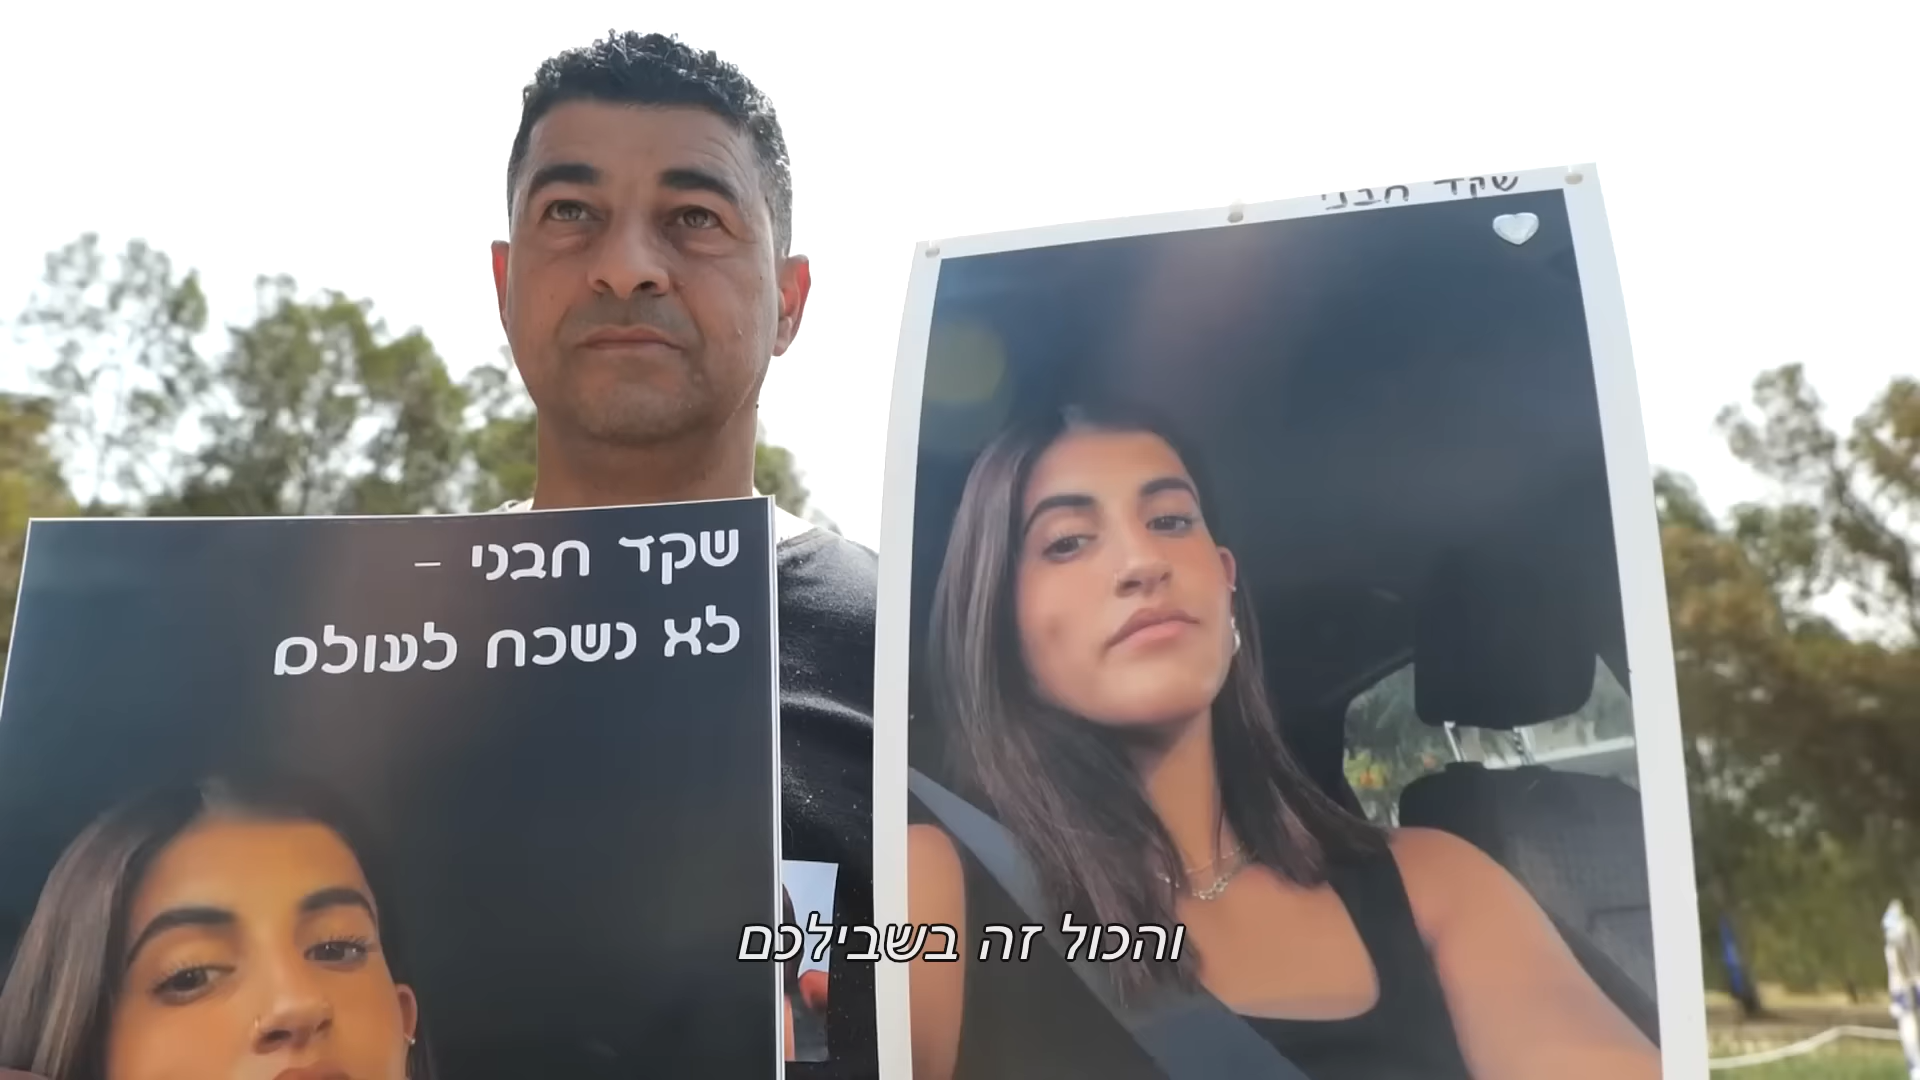 שקד חבני
שקד חבני –
לא נשכח לעולם
והכול זה בשבילכם